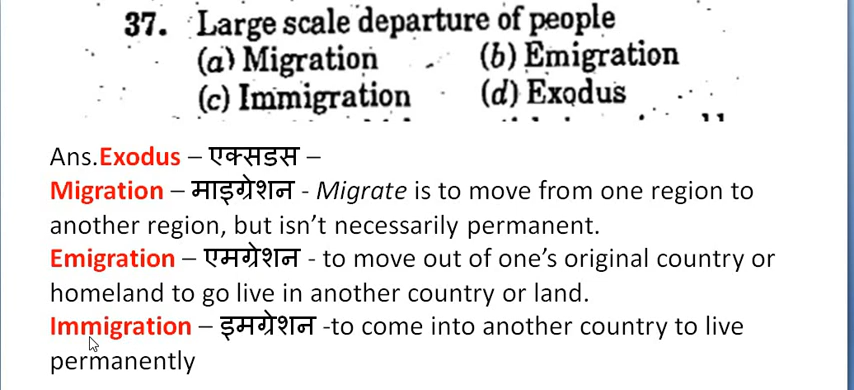 37. Large scale departure of people
(a) Migration (b) Emigration
(c) Immigration (d) Exodus
Ans.Exodus – एक्सडस –
Migration – माइग्रेशन - Migrate is to move from one region to
another region, but isn't necessarily permanent.
Emigration – एमग्रेशन - to move out of one's original country or
homeland to go live in another country or land.
Immigration – इमग्रेशन -to come into another country to live
permanently